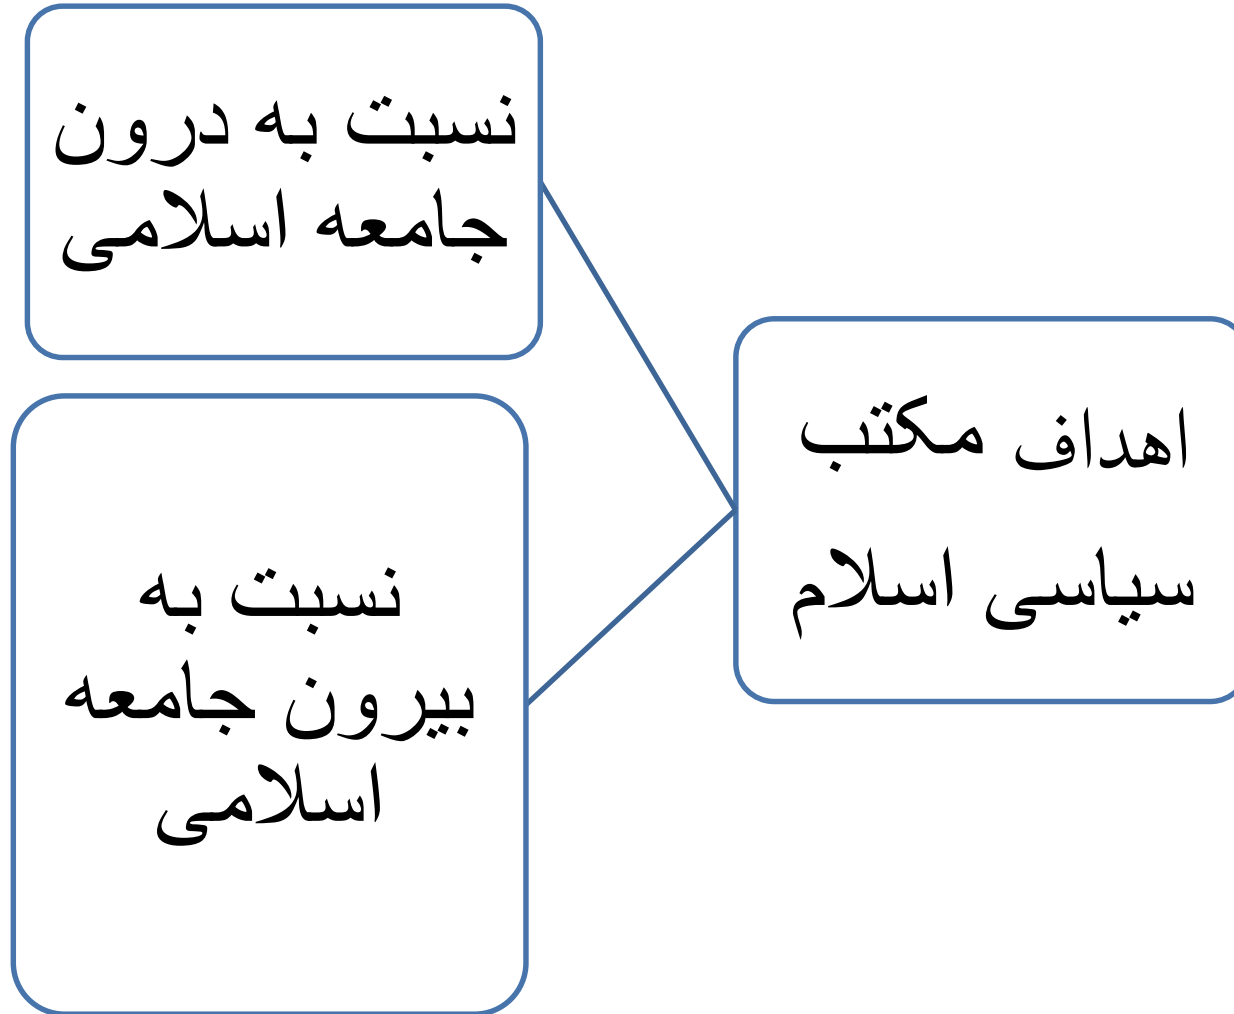 اهداف مکتب
سیاسی اسلام
نسبت به درون
جامعه اسلامی
نسبت به
بیرون جامعه
اسلامی